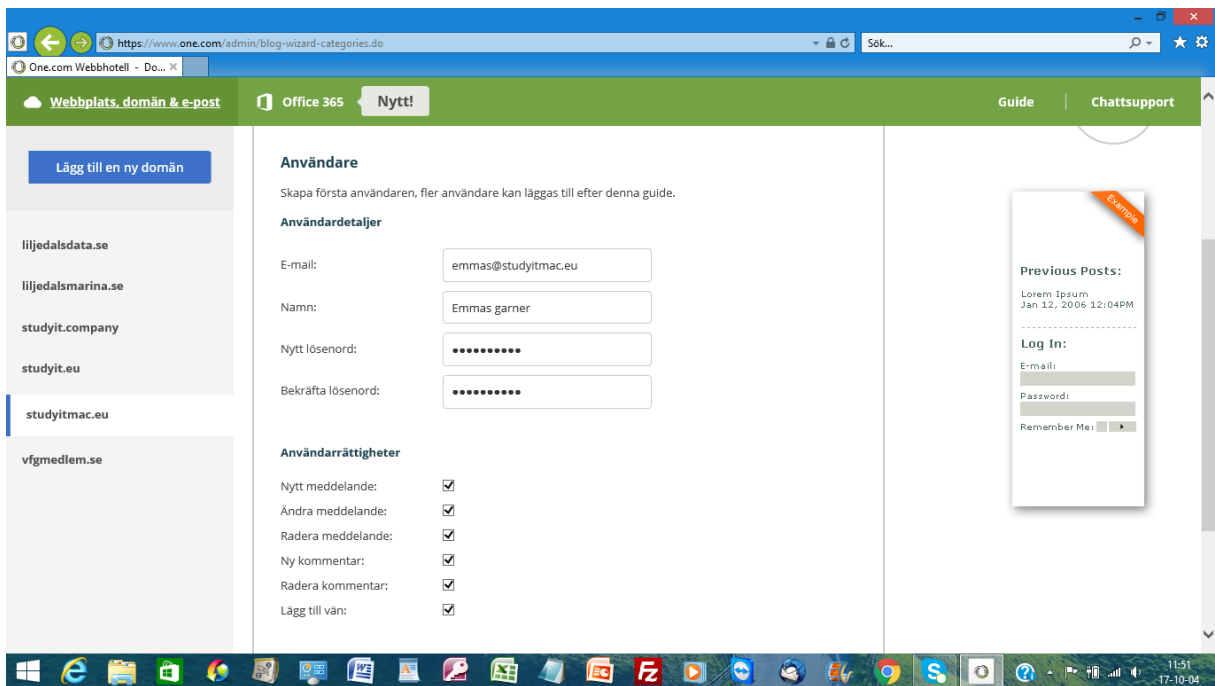 https://www.one.com/admin/blog-wizard-categories.do
Sök...
One.com Webbhotell - Do...
Webbplats, domän & e-post
Office 365
Nytt!
Guide
Chattsupport
Lägg till en ny domän
liljedalsdata.se
liljedalsmarina.se
studyit.company
studyit.eu
studyitmac.eu
vfgmedlem.se
Användare
Skapa första användaren, fler användare kan läggas till efter denna guide.
Användardetaljer
E-mail: emmas@studyitmac.eu
Namn: Emmas garner
Nytt lösenord: ••••••••••
Bekräfta lösenord: ••••••••••
Användarrättigheter
Nytt meddelande:
Ändra meddelande:
Radera meddelande:
Ny kommentar:
Radera kommentar:
Lägg till vän:
Example
Previous Posts:
Lorem Ipsum
Jan 12, 2006 12:04PM
Log In:
E-mail:
Password:
Remember Me:
11:51
17-10-04